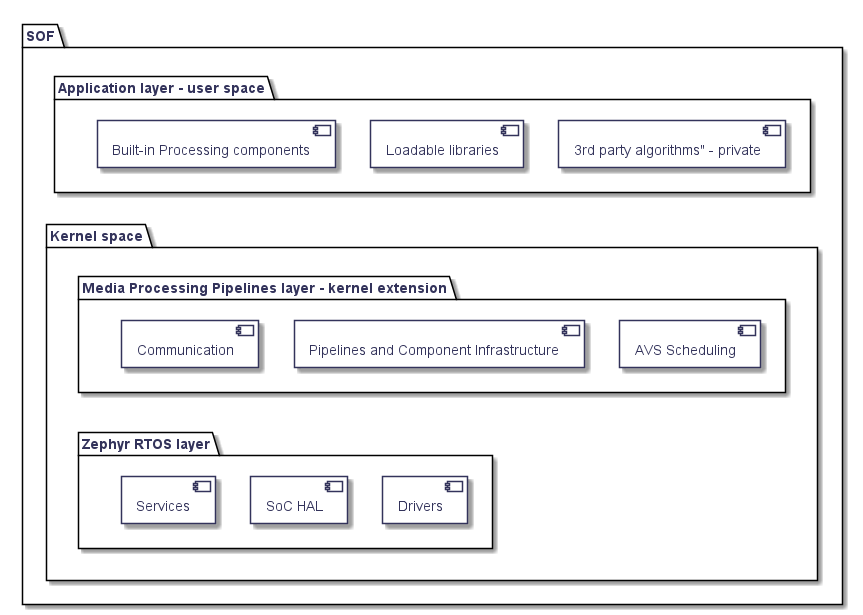 SOF
Application layer - user space
Built-in Processing components
Loadable libraries
3rd party algorithms" - private
Kernel space
Media Processing Pipelines layer - kernel extension
Communication
Pipelines and Component Infrastructure
AVS Scheduling
Zephyr RTOS layer
Services
SoC HAL
Drivers